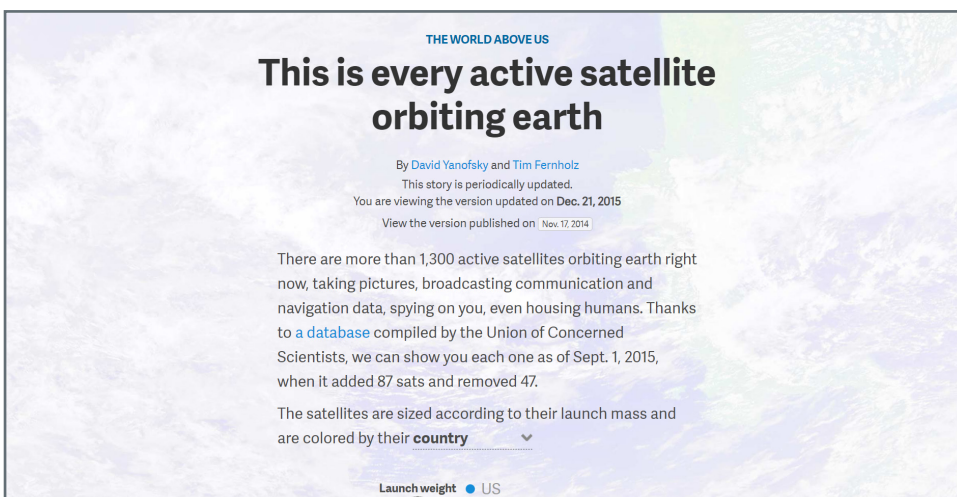 THE WORLD ABOVE US
This is every active satellite
orbiting earth
By David Yanofsky and Tim Fernholz
This story is periodically updated.
You are viewing the version updated on Dec. 21, 2015
View the version published on Nov. 17, 2014
There are more than 1,300 active satellites orbiting earth right
now, taking pictures, broadcasting communication and
navigation data, spying on you, even housing humans. Thanks
to a database compiled by the Union of Concerned
Scientists, we can show you each one as of Sept. 1, 2015,
when it added 87 sats and removed 47.
The satellites are sized according to their launch mass and
are colored by their country
Launch weight US